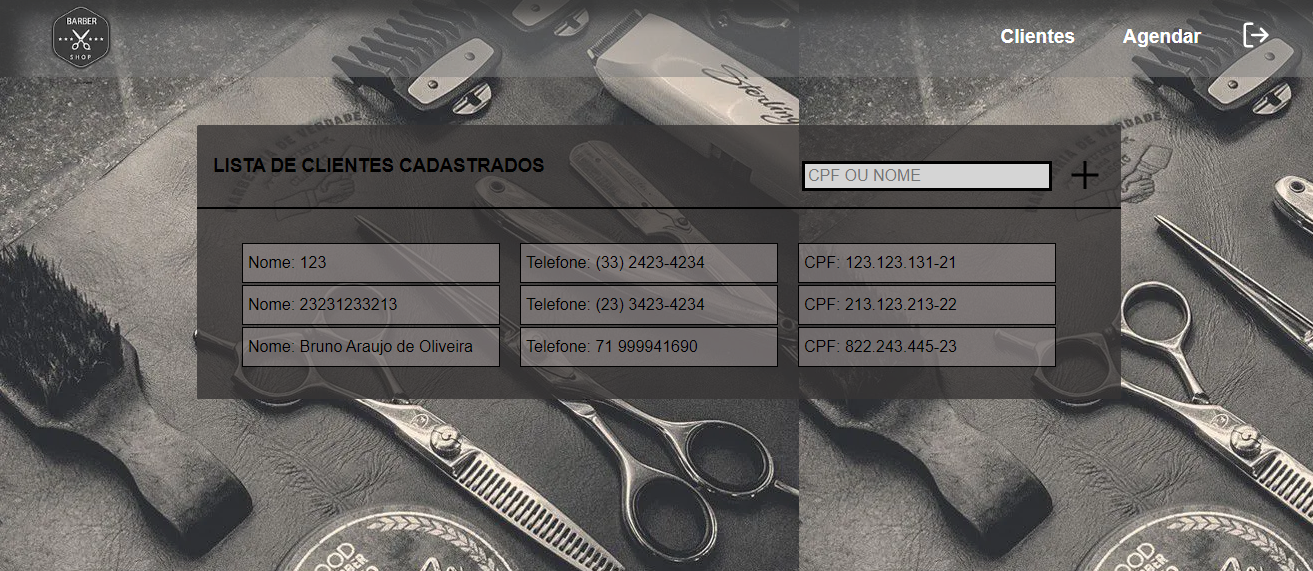 BARBER
SHOP
Clientes
Agendar
Sterling
LISTA DE CLIENTES CADASTRADOS
CPF OU NOME
Nome: 123
Telefone: (33) 2423-4234
CPF: 123.123.131-21
Nome: 23231233213
Telefone: (23) 3423-4234
CPF: 213.123.213-22
Nome: Bruno Araujo de Oliveira
Telefone: 71 999941690
CPF: 822.243.445-23